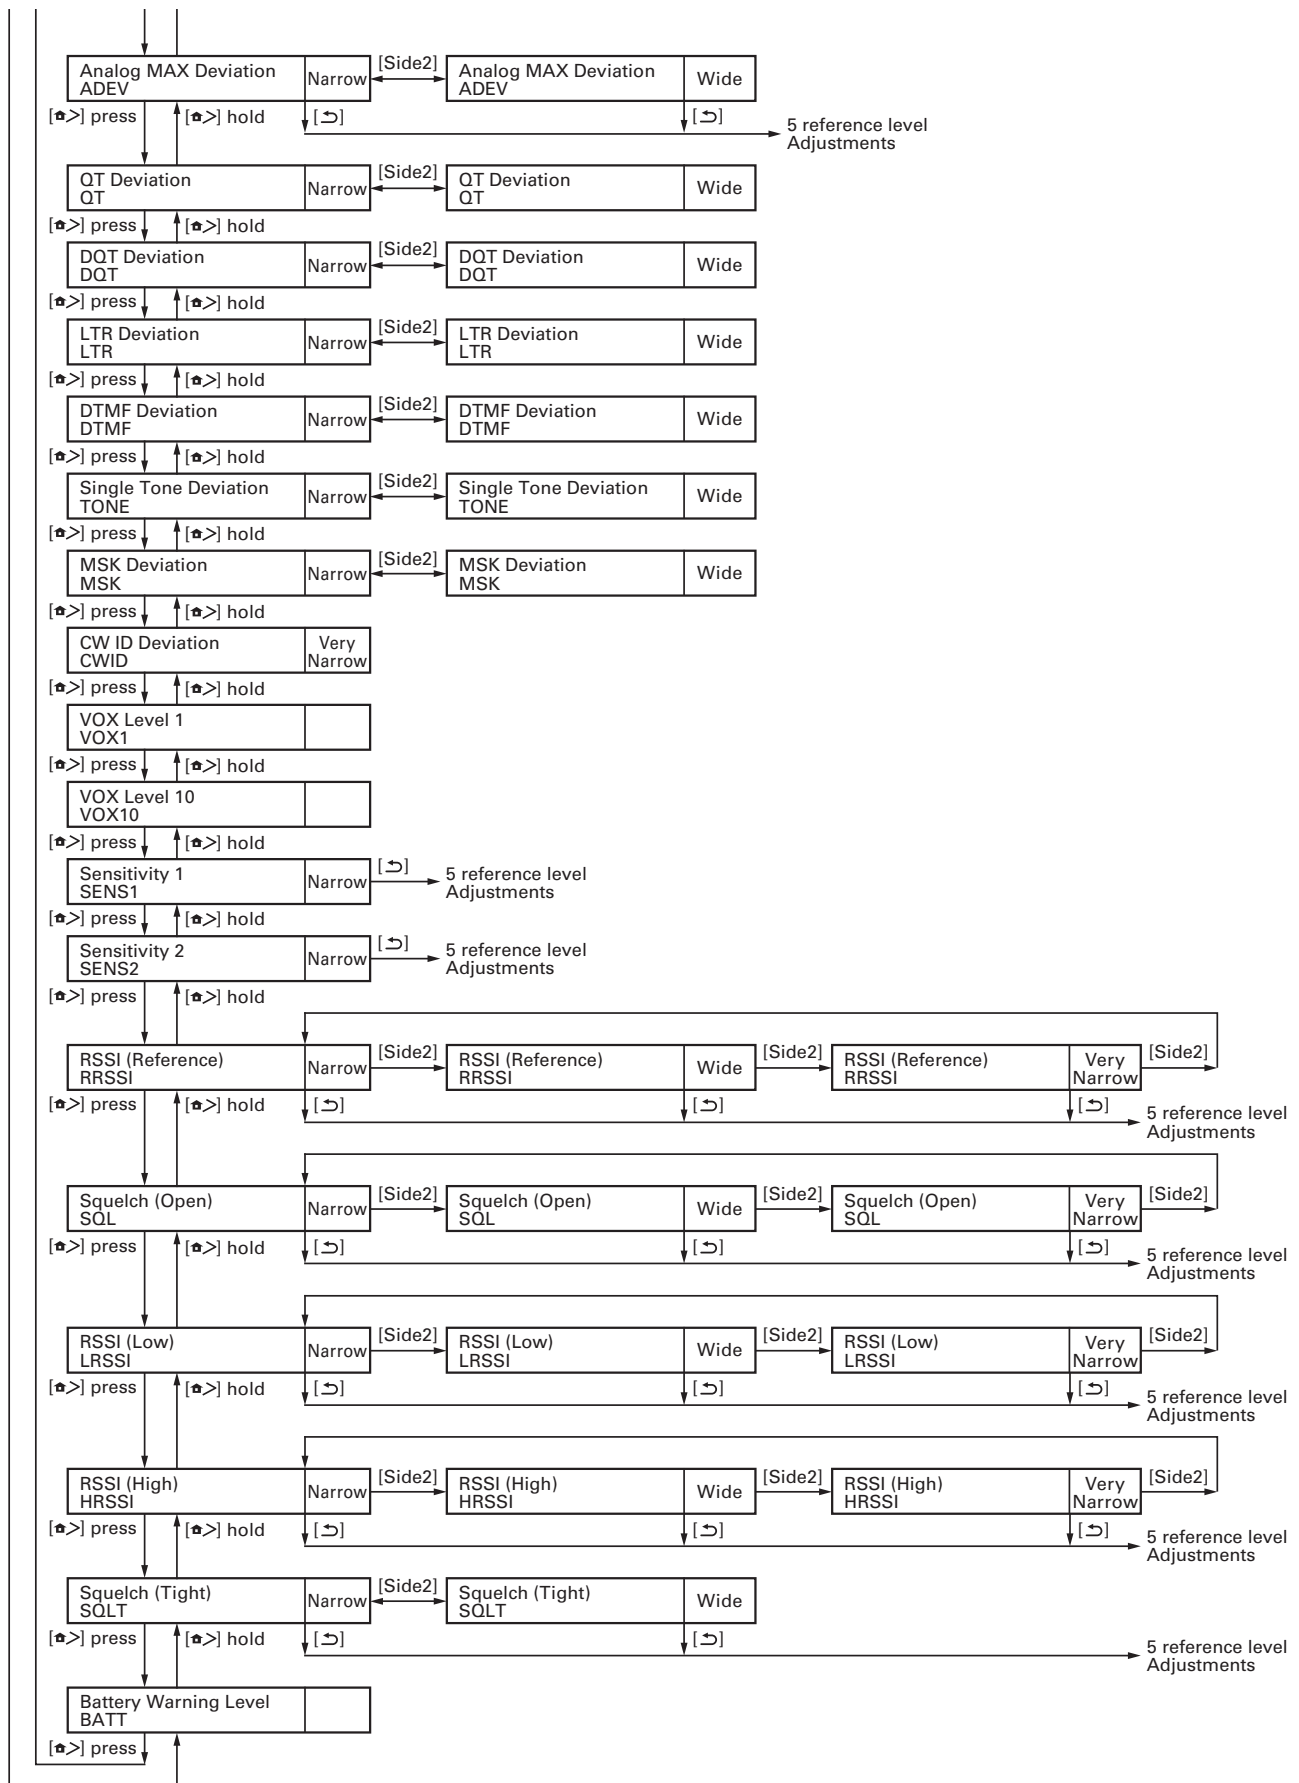 Analog MAX Deviation
ADEV
Narrow
[Side2]
Analog MAX Deviation
ADEV
Wide
[⌂>] press
[⌂>] hold
[⮌]
[⮌]
5 reference level
Adjustments
QT Deviation
QT
Narrow
[Side2]
QT Deviation
QT
Wide
[⌂>] press
[⌂>] hold
DQT Deviation
DQT
Narrow
[Side2]
DQT Deviation
DQT
Wide
[⌂>] press
[⌂>] hold
LTR Deviation
LTR
Narrow
[Side2]
LTR Deviation
LTR
Wide
[⌂>] press
[⌂>] hold
DTMF Deviation
DTMF
Narrow
[Side2]
DTMF Deviation
DTMF
Wide
[⌂>] press
[⌂>] hold
Single Tone Deviation
TONE
Narrow
[Side2]
Single Tone Deviation
TONE
Wide
[⌂>] press
[⌂>] hold
MSK Deviation
MSK
Narrow
[Side2]
MSK Deviation
MSK
Wide
[⌂>] press
[⌂>] hold
CW ID Deviation
CWID
Very
Narrow
[⌂>] press
[⌂>] hold
VOX Level 1
VOX1
[⌂>] press
[⌂>] hold
VOX Level 10
VOX10
[⌂>] press
[⌂>] hold
Sensitivity 1
SENS1
Narrow
[⮌]
5 reference level
Adjustments
[⌂>] press
[⌂>] hold
Sensitivity 2
SENS2
Narrow
[⮌]
5 reference level
Adjustments
[⌂>] press
[⌂>] hold
RSSI (Reference)
RRSSI
Narrow
[Side2]
RSSI (Reference)
RRSSI
Wide
[Side2]
RSSI (Reference)
RRSSI
Very
Narrow
[Side2]
[⌂>] press
[⌂>] hold
[⮌]
[⮌]
[⮌]
5 reference level
Adjustments
Squelch (Open)
SQL
Narrow
[Side2]
Squelch (Open)
SQL
Wide
[Side2]
Squelch (Open)
SQL
Very
Narrow
[Side2]
[⌂>] press
[⌂>] hold
[⮌]
[⮌]
[⮌]
5 reference level
Adjustments
RSSI (Low)
LRSSI
Narrow
[Side2]
RSSI (Low)
LRSSI
Wide
[Side2]
RSSI (Low)
LRSSI
Very
Narrow
[Side2]
[⌂>] press
[⌂>] hold
[⮌]
[⮌]
[⮌]
5 reference level
Adjustments
RSSI (High)
HRSSI
Narrow
[Side2]
RSSI (High)
HRSSI
Wide
[Side2]
RSSI (High)
HRSSI
Very
Narrow
[Side2]
[⌂>] press
[⌂>] hold
[⮌]
[⮌]
[⮌]
5 reference level
Adjustments
Squelch (Tight)
SQLT
Narrow
[Side2]
Squelch (Tight)
SQLT
Wide
[⌂>] press
[⌂>] hold
[⮌]
[⮌]
5 reference level
Adjustments
Battery Warning Level
BATT
[⌂>] press